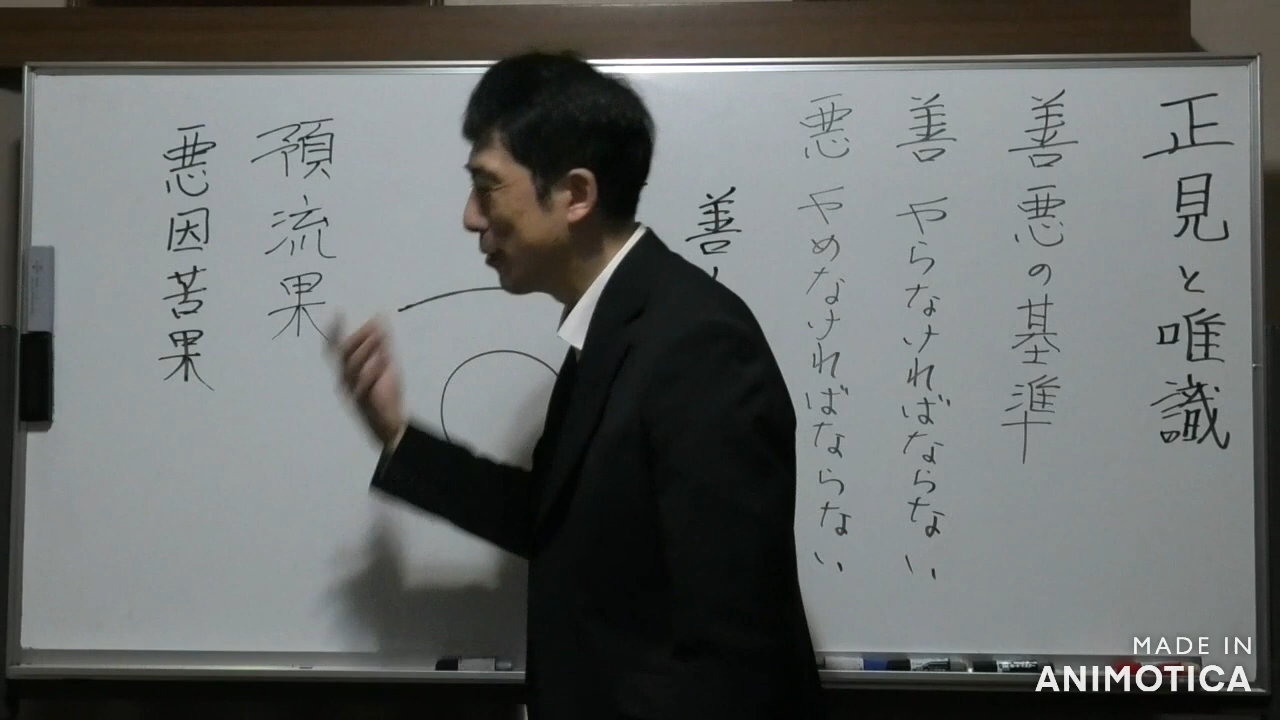 正見と唯識
善悪の基準
善 やらなければならない
悪 やめなければならない
善
預流果
悪因苦果
MADE IN
ANIMOTICA